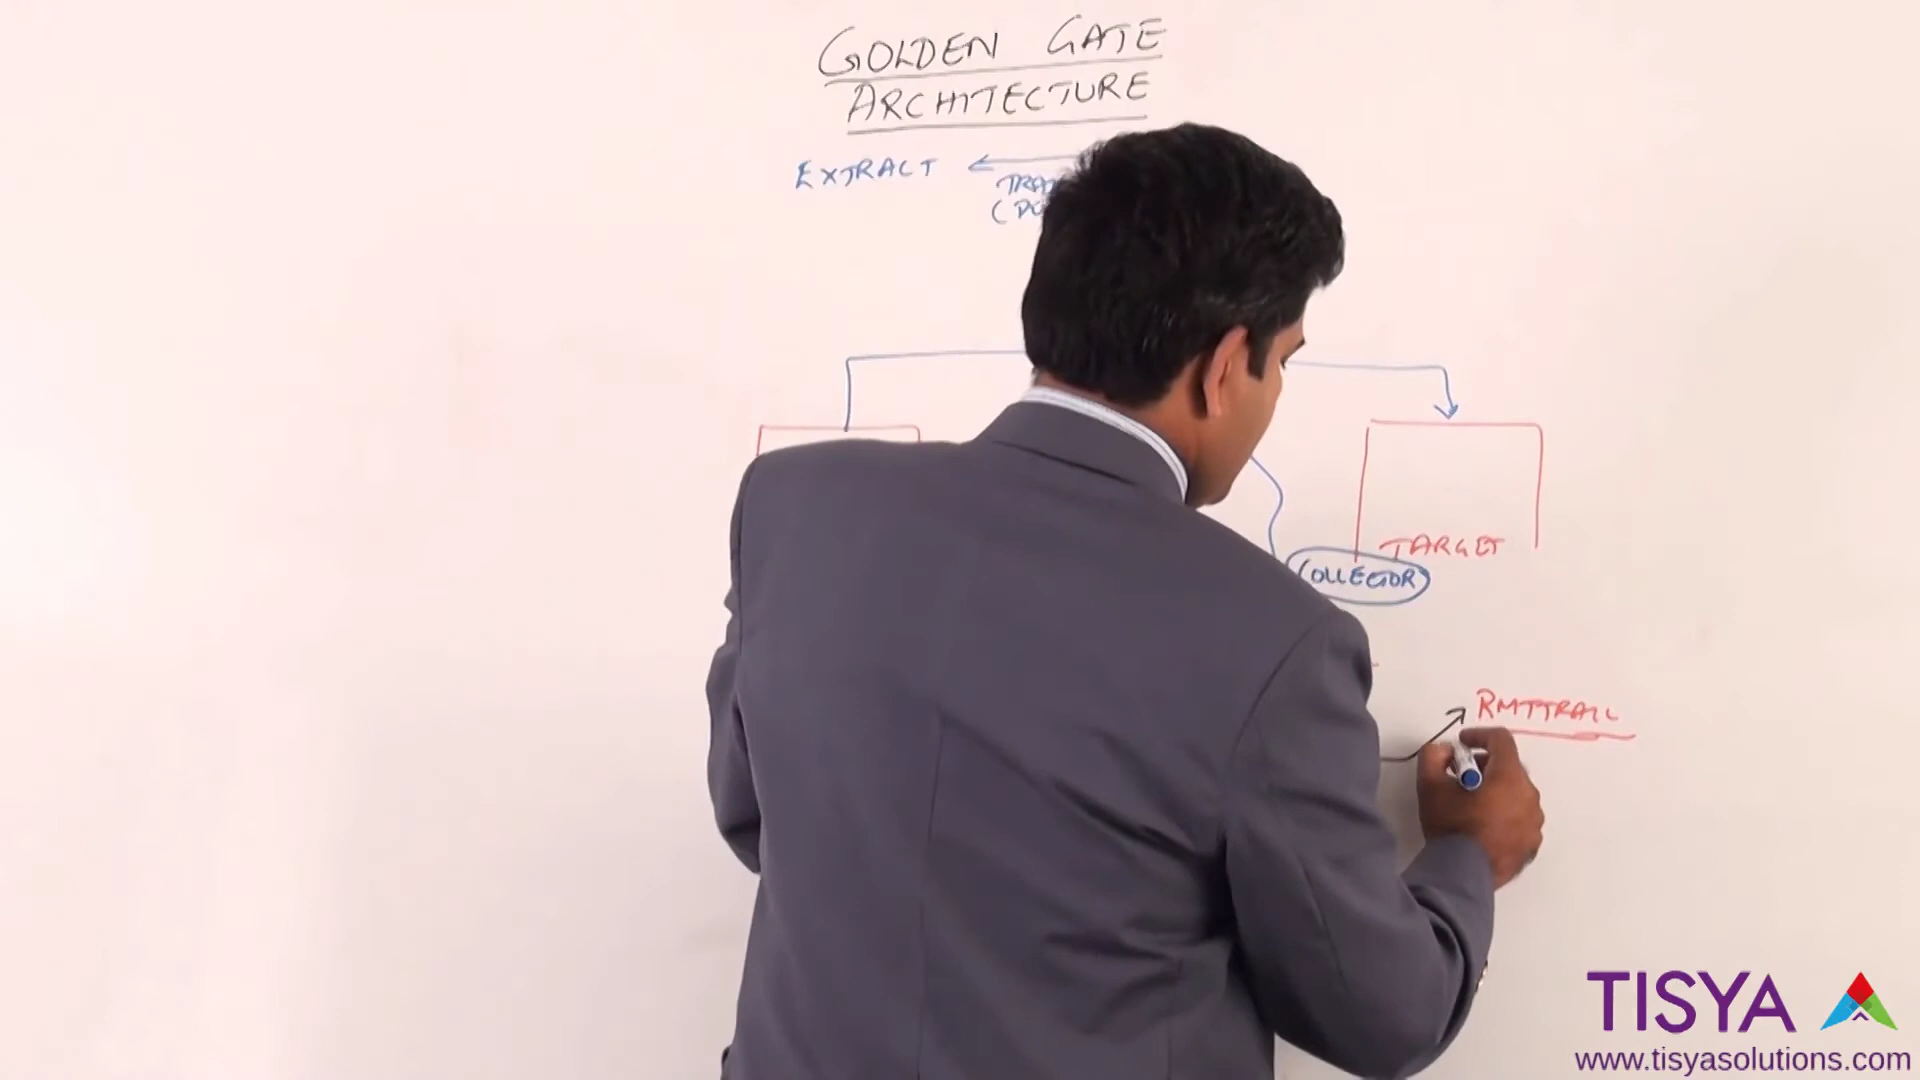 GOLDEN GATE
ARCHITECTURE
EXTRACT
TARGET
COLLECTOR
RMTTRAIL
TISYA
www.tisyasolutions.com